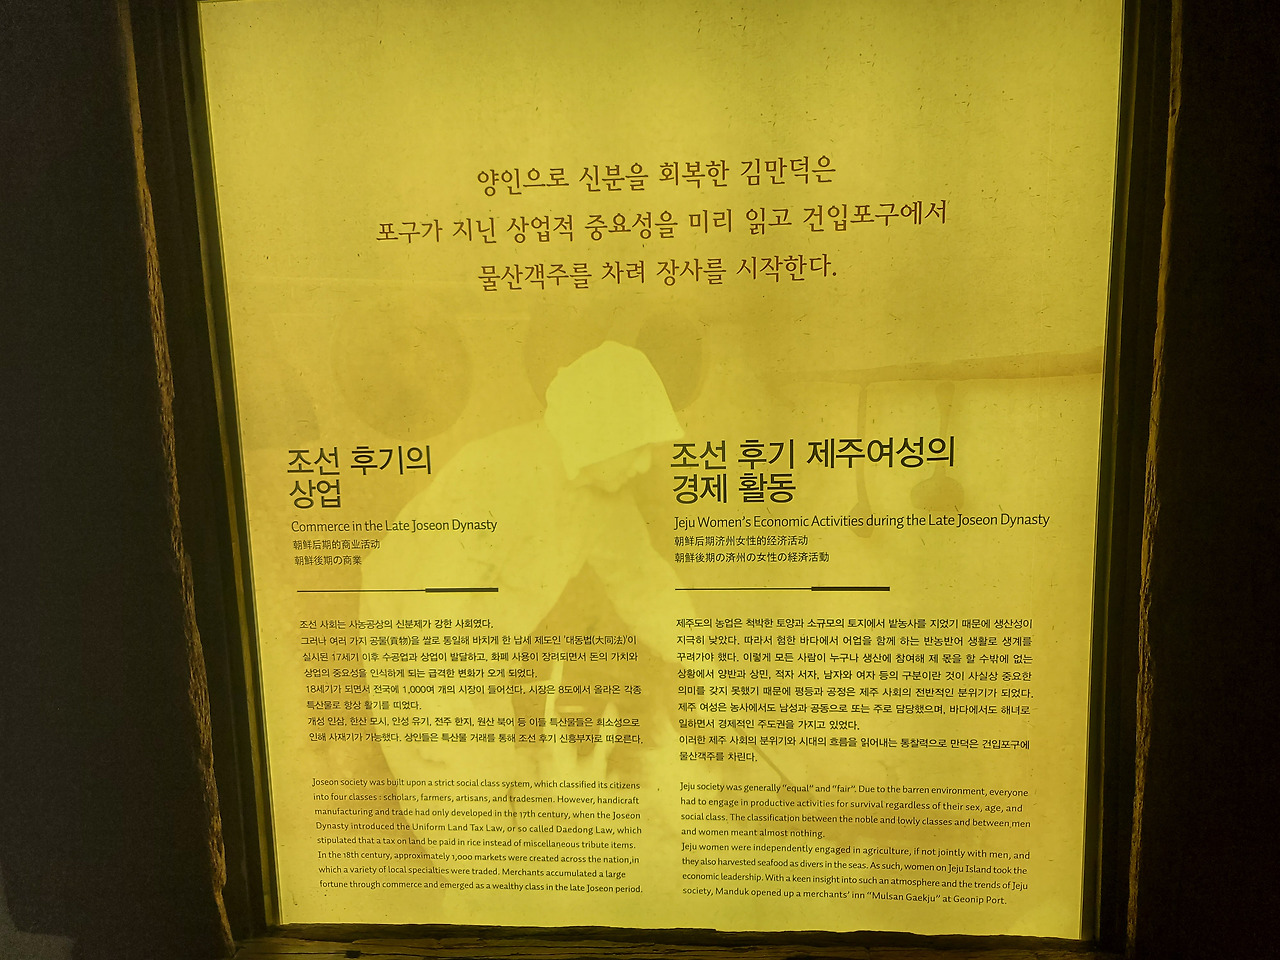 양인으로 신분을 회복한 김만덕은
포구가 지닌 상업적 중요성을 미리 읽고 건입포구에서
물산객주를 차려 장사를 시작한다.
조선 후기의
상업
Commerce in the Late Joseon Dynasty
朝鲜后期的商业活动
朝鮮後期の商業
조선 사회는 사농공상의 신분제가 강한 사회였다.
그러나 여러 가지 공물(貢物)을 쌀로 통일해 바치게 한 납세 제도인 '대동법(大同法)'이
실시된 17세기 이후 수공업과 상업이 발달하고, 화폐 사용이 장려되면서 돈의 가치와
상업의 중요성을 인식하게 되는 급격한 변화가 오게 되었다.
18세기가 되면서 전국에 1,000여 개의 시장이 들어선다. 시장은 8도에서 올라온 각종
특산물로 항상 활기를 띠었다.
개성 인삼, 한산 모시, 안성 유기, 전주 한지, 원산 북어 등 이들 특산물들은 희소성으로
인해 사재기가 가능했다. 상인들은 특산물 거래를 통해 조선 후기 신흥부자로 떠오른다.
Joseon society was built upon a strict social class system, which classified its citizens
into four classes : scholars, farmers, artisans, and tradesmen. However, handicraft
manufacturing and trade had only developed in the 17th century, when the Joseon
Dynasty introduced the Uniform Land Tax Law, or so called Daedong Law, which
stipulated that a tax on land be paid in rice instead of miscellaneous tribute items.
In the 18th century, approximately 1,000 markets were created across the nation,in
which a variety of local specialties were traded. Merchants accumulated a large
fortune through commerce and emerged as a wealthy class in the late Joseon period.
조선 후기 제주여성의
경제 활동
Jeju Women's Economic Activities during the Late Joseon Dynasty
朝鲜后期济州女性的经济活动
朝鮮後期の済州の女性の経済活動
제주도의 농업은 척박한 토양과 소규모의 토지에서 밭농사를 지었기 때문에 생산성이
지극히 낮았다. 따라서 험한 바다에서 어업을 함께 하는 반농반어 생활로 생계를
꾸려가야 했다. 이렇게 모든 사람이 누구나 생산에 참여해 제 몫을 할 수밖에 없는
상황에서 양반과 상민, 적자 서자, 남자와 여자 등의 구분이란 것이 사실상 중요한
의미를 갖지 못했기 때문에 평등과 공정은 제주 사회의 전반적인 분위기가 되었다.
제주 여성은 농사에서도 남성과 공동으로 또는 주로 담당했으며, 바다에서도 해녀로
일하면서 경제적인 주도권을 가지고 있었다.
이러한 제주 사회의 분위기와 시대의 흐름을 읽어내는 통찰력으로 만덕은 건입포구에
물산객주를 차린다.
Jeju society was generally "equal" and "fair". Due to the barren environment, everyone
had to engage in productive activities for survival regardless of their sex, age, and
social class. The classification between the noble and lowly classes and between men
and women meant almost nothing.
Jeju women were independently engaged in agriculture, if not jointly with men, and
they also harvested seafood as divers in the seas. As such, women on Jeju Island took the
economic leadership. With a keen insight into such an atmosphere and the trends of Jeju
society, Manduk opened up a merchants' inn "Mulsan Gaekju" at Geonip Port.